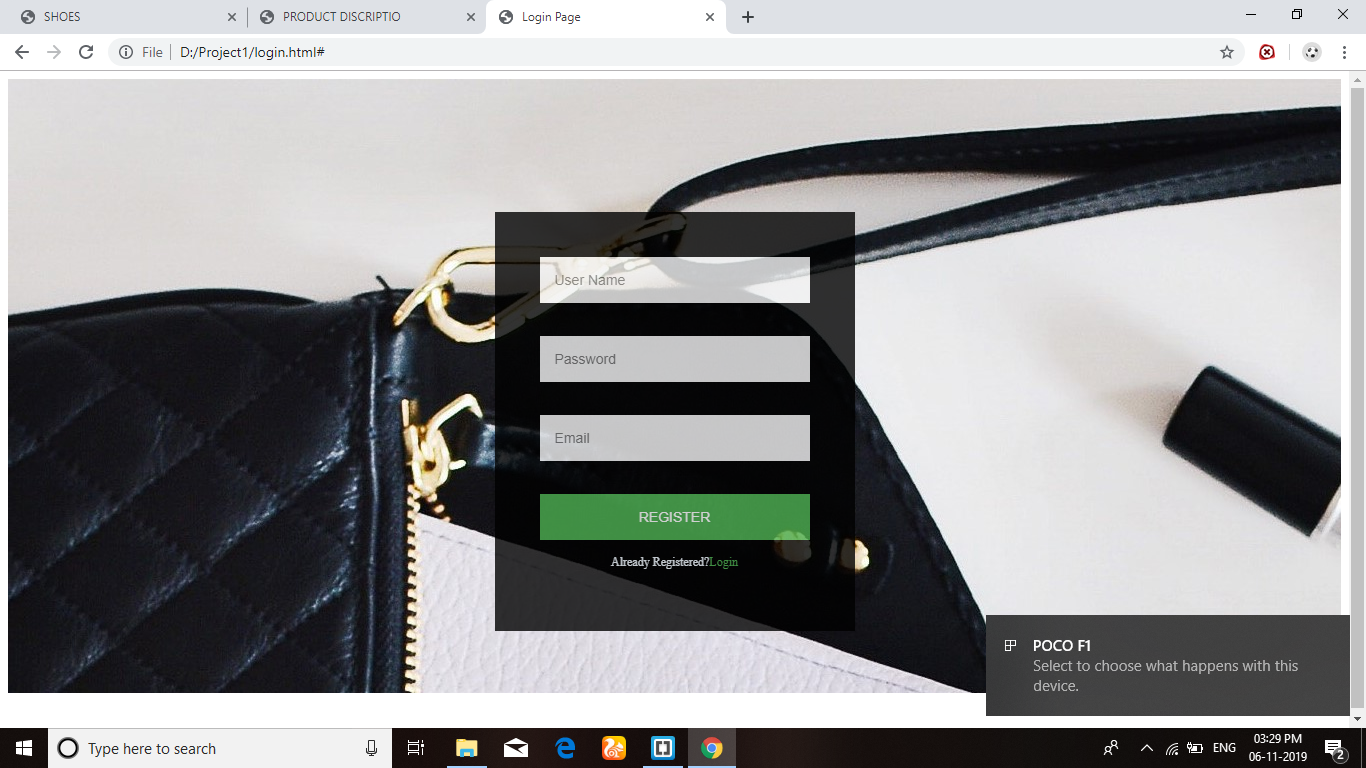 SHOES
PRODUCT DISCRIPTIO
Login Page
File
D:/Project1/login.html#
User Name
Password
Email
REGISTER
Already Registered?Login
POCO F1
Select to choose what happens with this
device.
Type here to search
ENG
03:29 PM
06-11-2019
2